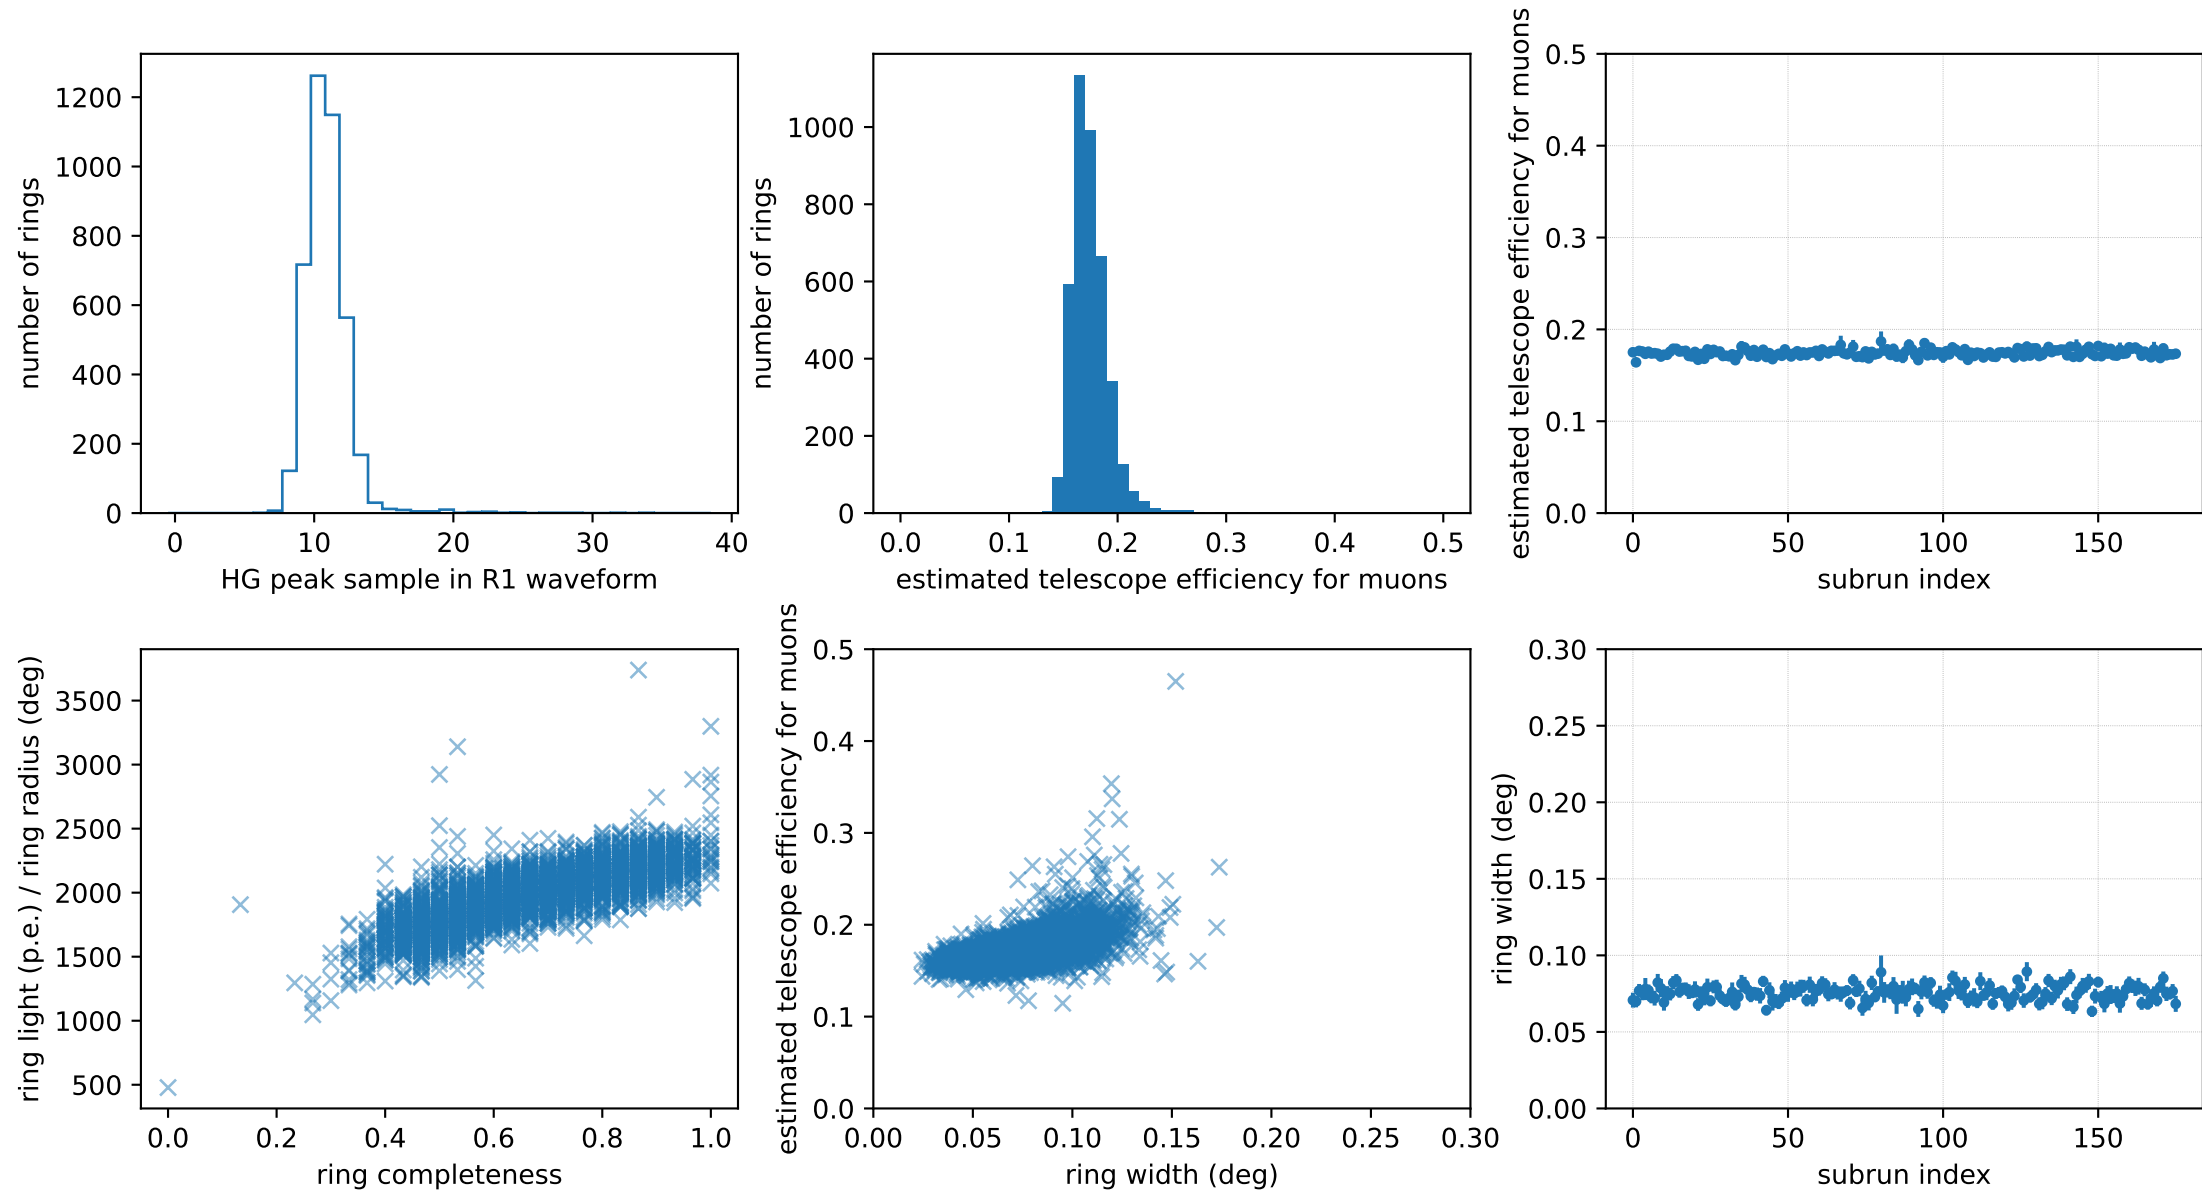 number of rings
1200
1000
800
600
400
200
0
0 10 20 30 40
HG peak sample in R1 waveform
number of rings
1000
800
600
400
200
0
0.0 0.1 0.2 0.3 0.4 0.5
estimated telescope efficiency for muons
estimated telescope efficiency for muons
0.5
0.4
0.3
0.2
0.1
0.0
0 50 100 150
subrun index
ring light (p.e.) / ring radius (deg)
3500
3000
2500
2000
1500
1000
500
0.0 0.2 0.4 0.6 0.8 1.0
ring completeness
estimated telescope efficiency for muons
0.5
0.4
0.3
0.2
0.1
0.0
0.00 0.05 0.10 0.15 0.20 0.25 0.30
ring width (deg)
ring width (deg)
0.30
0.25
0.20
0.15
0.10
0.05
0.00
0 50 100 150
subrun index